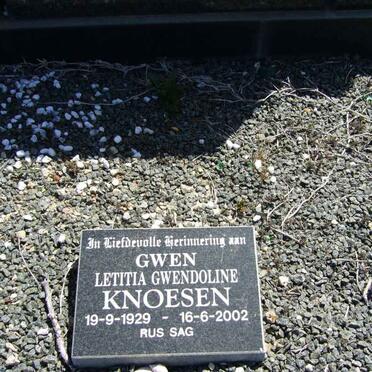 In Liefdevolle Herinnering aan
GWEN
LETITIA GWENDOLINE
KNOESEN
19-9-1929 - 16-6-2002
RUS SAG